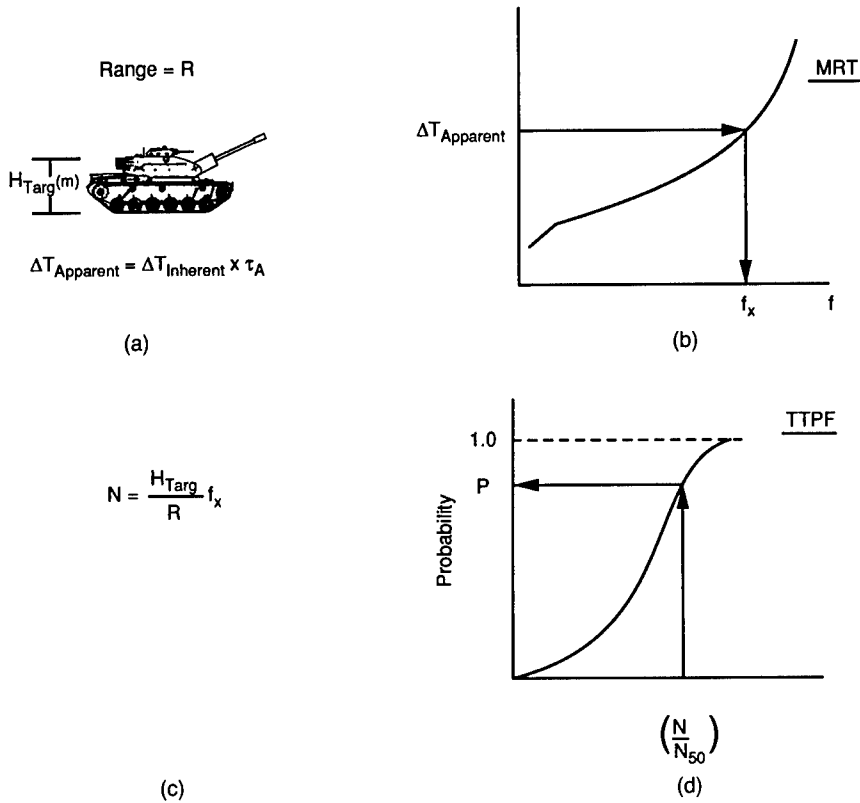 Range = R
H_Targ(m)
ΔT_Apparent = ΔT_Inherent x τ_A
(a)
MRT
ΔT_Apparent
f_x
f
(b)
N = H_Targ / R f_x
(c)
TTPF
1.0
P
Probability
(N / N_50)
(d)